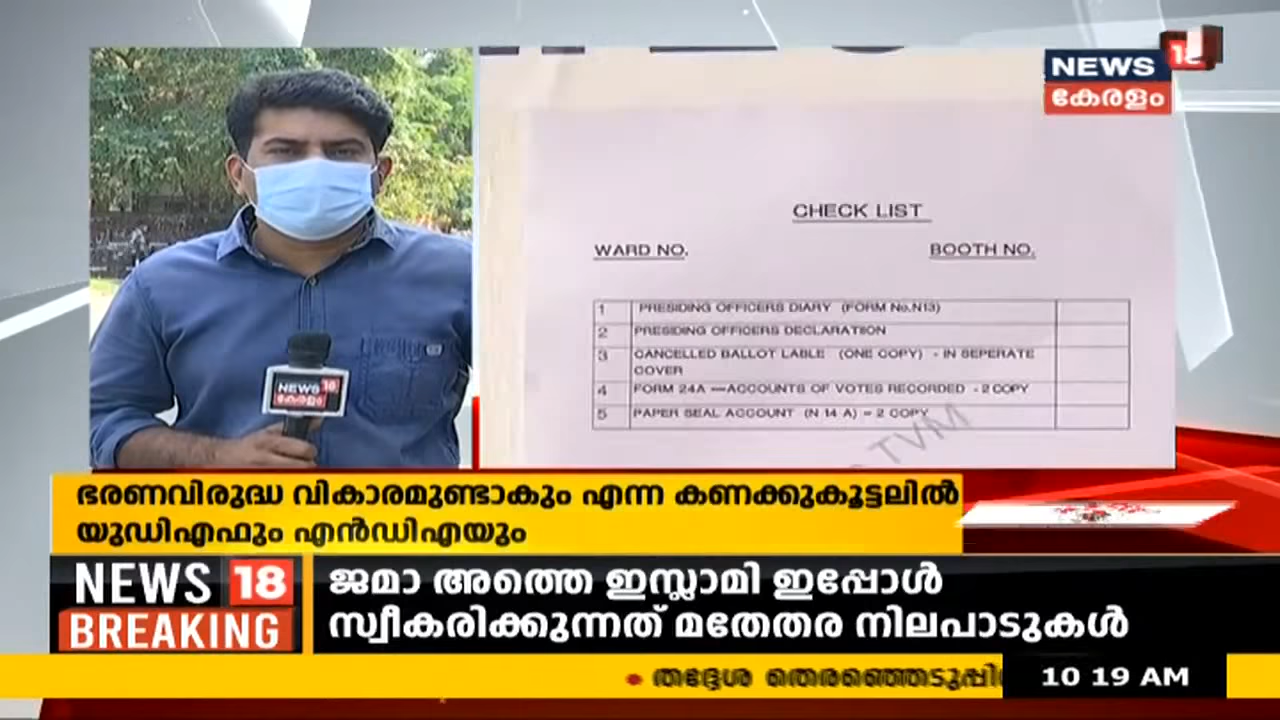 NEWS 18
കേരളം
CHECK LIST
WARD NO. BOOTH NO.
1 PRESIDING OFFICERS DIARY (FORM No.N13)
2 PRESIDING OFFICERS DECLARATION
3 CANCELLED BALLOT LABLE (ONE COPY) - IN SEPERATE
COVER
4 FORM 24A —ACCOUNTS OF VOTES RECORDED - 2 COPY
5 PAPER SEAL ACCOUNT (N 14 A) - 2 COPY
TVM
NEWS 18
കേരളം
ഭരണവിരുദ്ധ വികാരമുണ്ടാകും എന്ന കണക്കുകൂട്ടലിൽ
യുഡിഎഫും എൻഡിഎയും
NEWS 18
BREAKING
ജമാ അത്തെ ഇസ്ലാമി ഇപ്പോൾ
സ്വീകരിക്കുന്നത് മതേതര നിലപാടുകൾ
തദ്ദേശ 10 19 AM